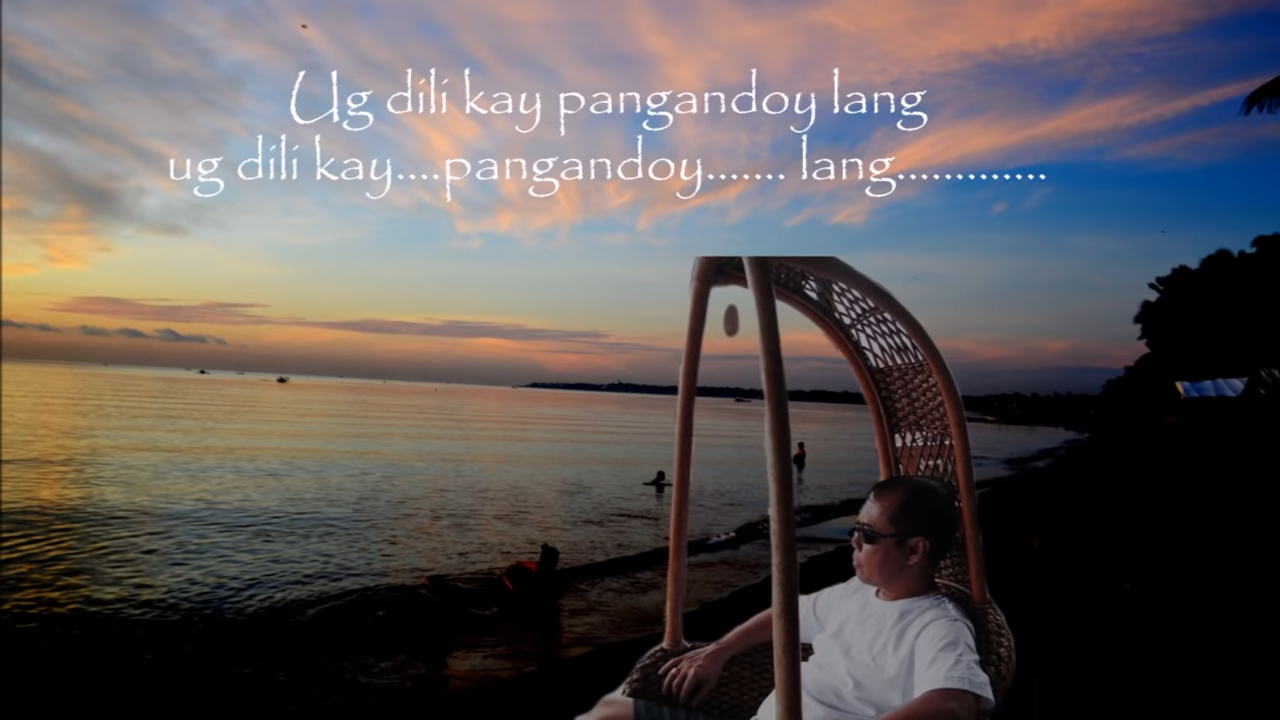 Ug dili kay pangandoy lang
ug dili kay....pangandoy....... lang.............